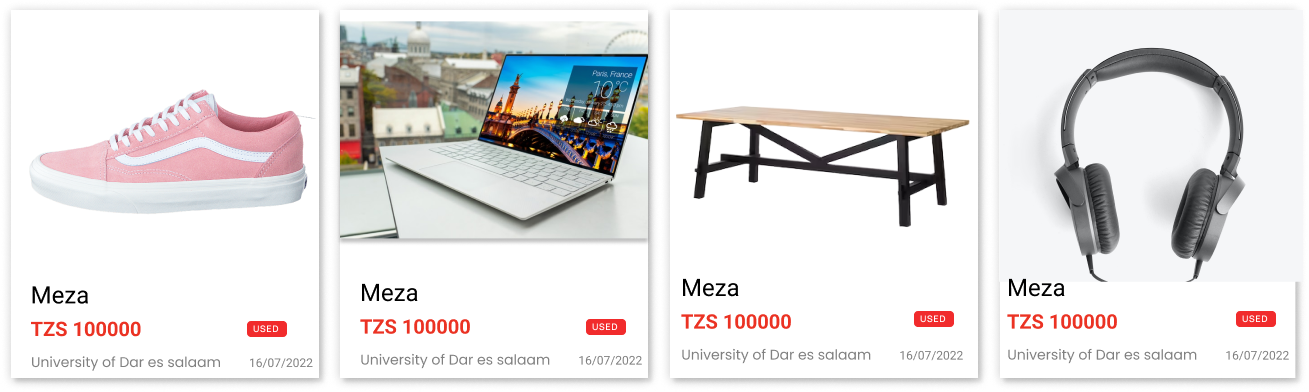 Meza
TZS 100000
USED
University of Dar es salaam
16/07/2022
Paris, France
10°C
Meza
TZS 100000
USED
University of Dar es salaam
16/07/2022
Meza
TZS 100000
USED
University of Dar es salaam
16/07/2022
Meza
TZS 100000
USED
University of Dar es salaam
16/07/2022